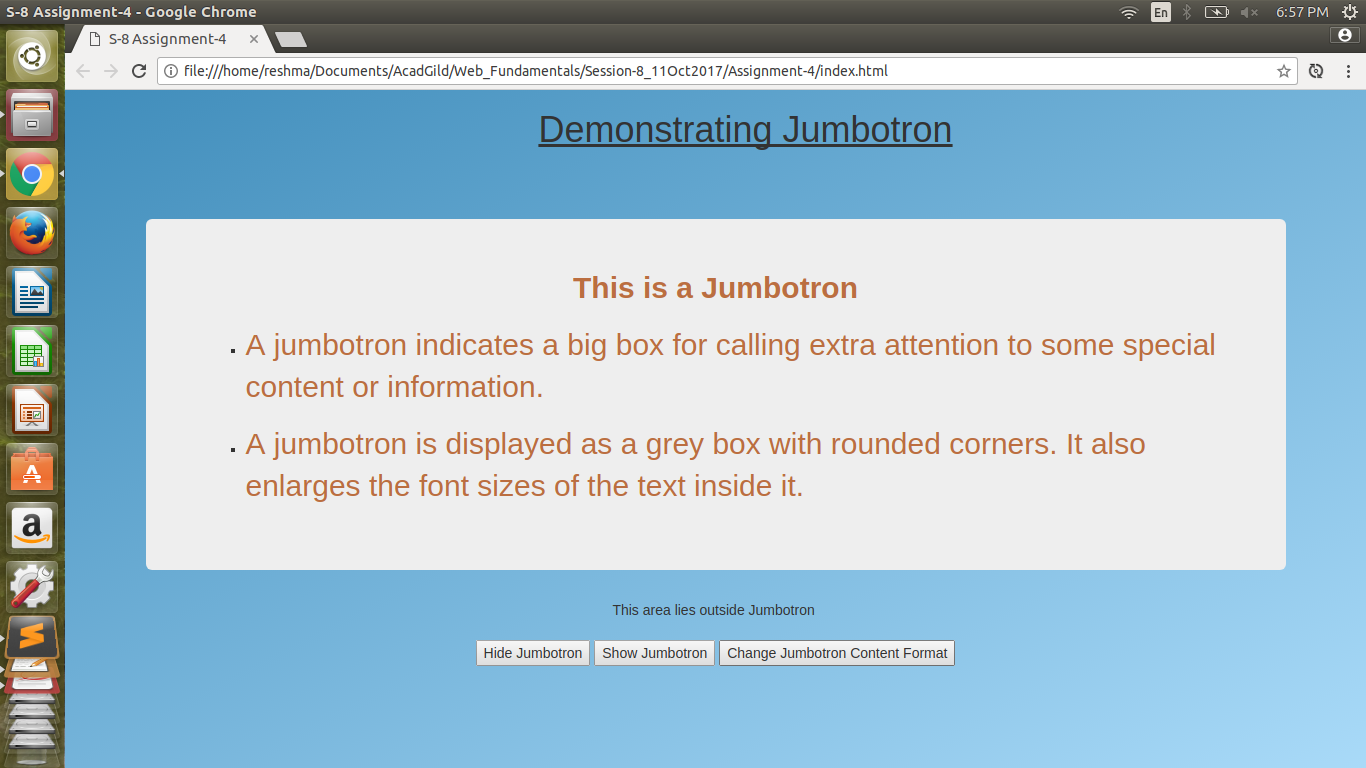 S-8 Assignment-4 - Google Chrome
En
6:57 PM
S-8 Assignment-4
file:///home/reshma/Documents/AcadGild/Web_Fundamentals/Session-8_11Oct2017/Assignment-4/index.html
Demonstrating Jumbotron
This is a Jumbotron
A jumbotron indicates a big box for calling extra attention to some special
content or information.
A jumbotron is displayed as a grey box with rounded corners. It also
enlarges the font sizes of the text inside it.
This area lies outside Jumbotron
Hide Jumbotron Show Jumbotron Change Jumbotron Content Format